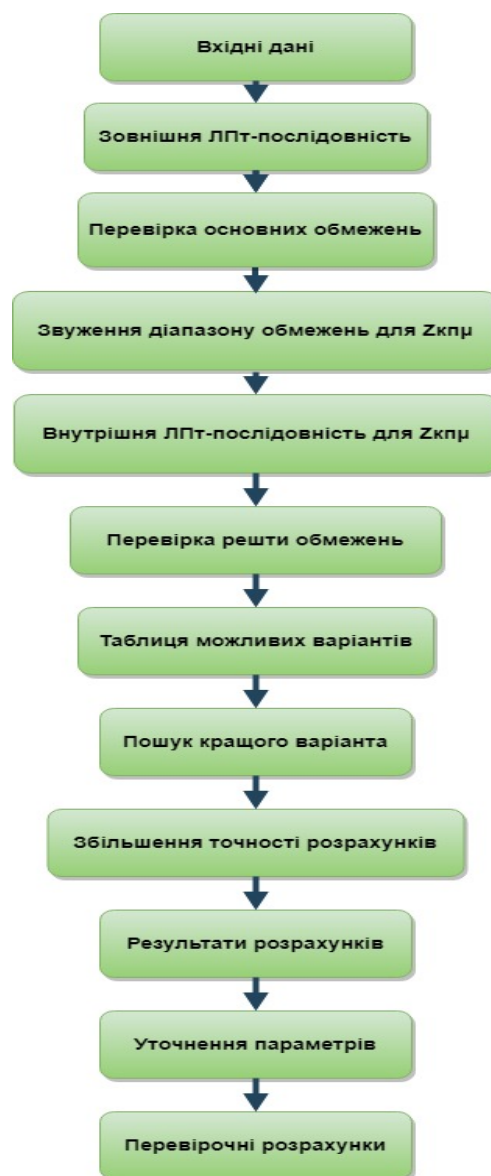 Вхідні дані
Зовнішня ЛПτ-послідовність
Перевірка основних обмежень
Звуження діапазону обмежень для Zкпμ
Внутрішня ЛПτ-послідовність для Zкпμ
Перевірка решти обмежень
Таблиця можливих варіантів
Пошук кращого варіанта
Збільшення точності розрахунків
Результати розрахунків
Уточнення параметрів
Перевірочні розрахунки